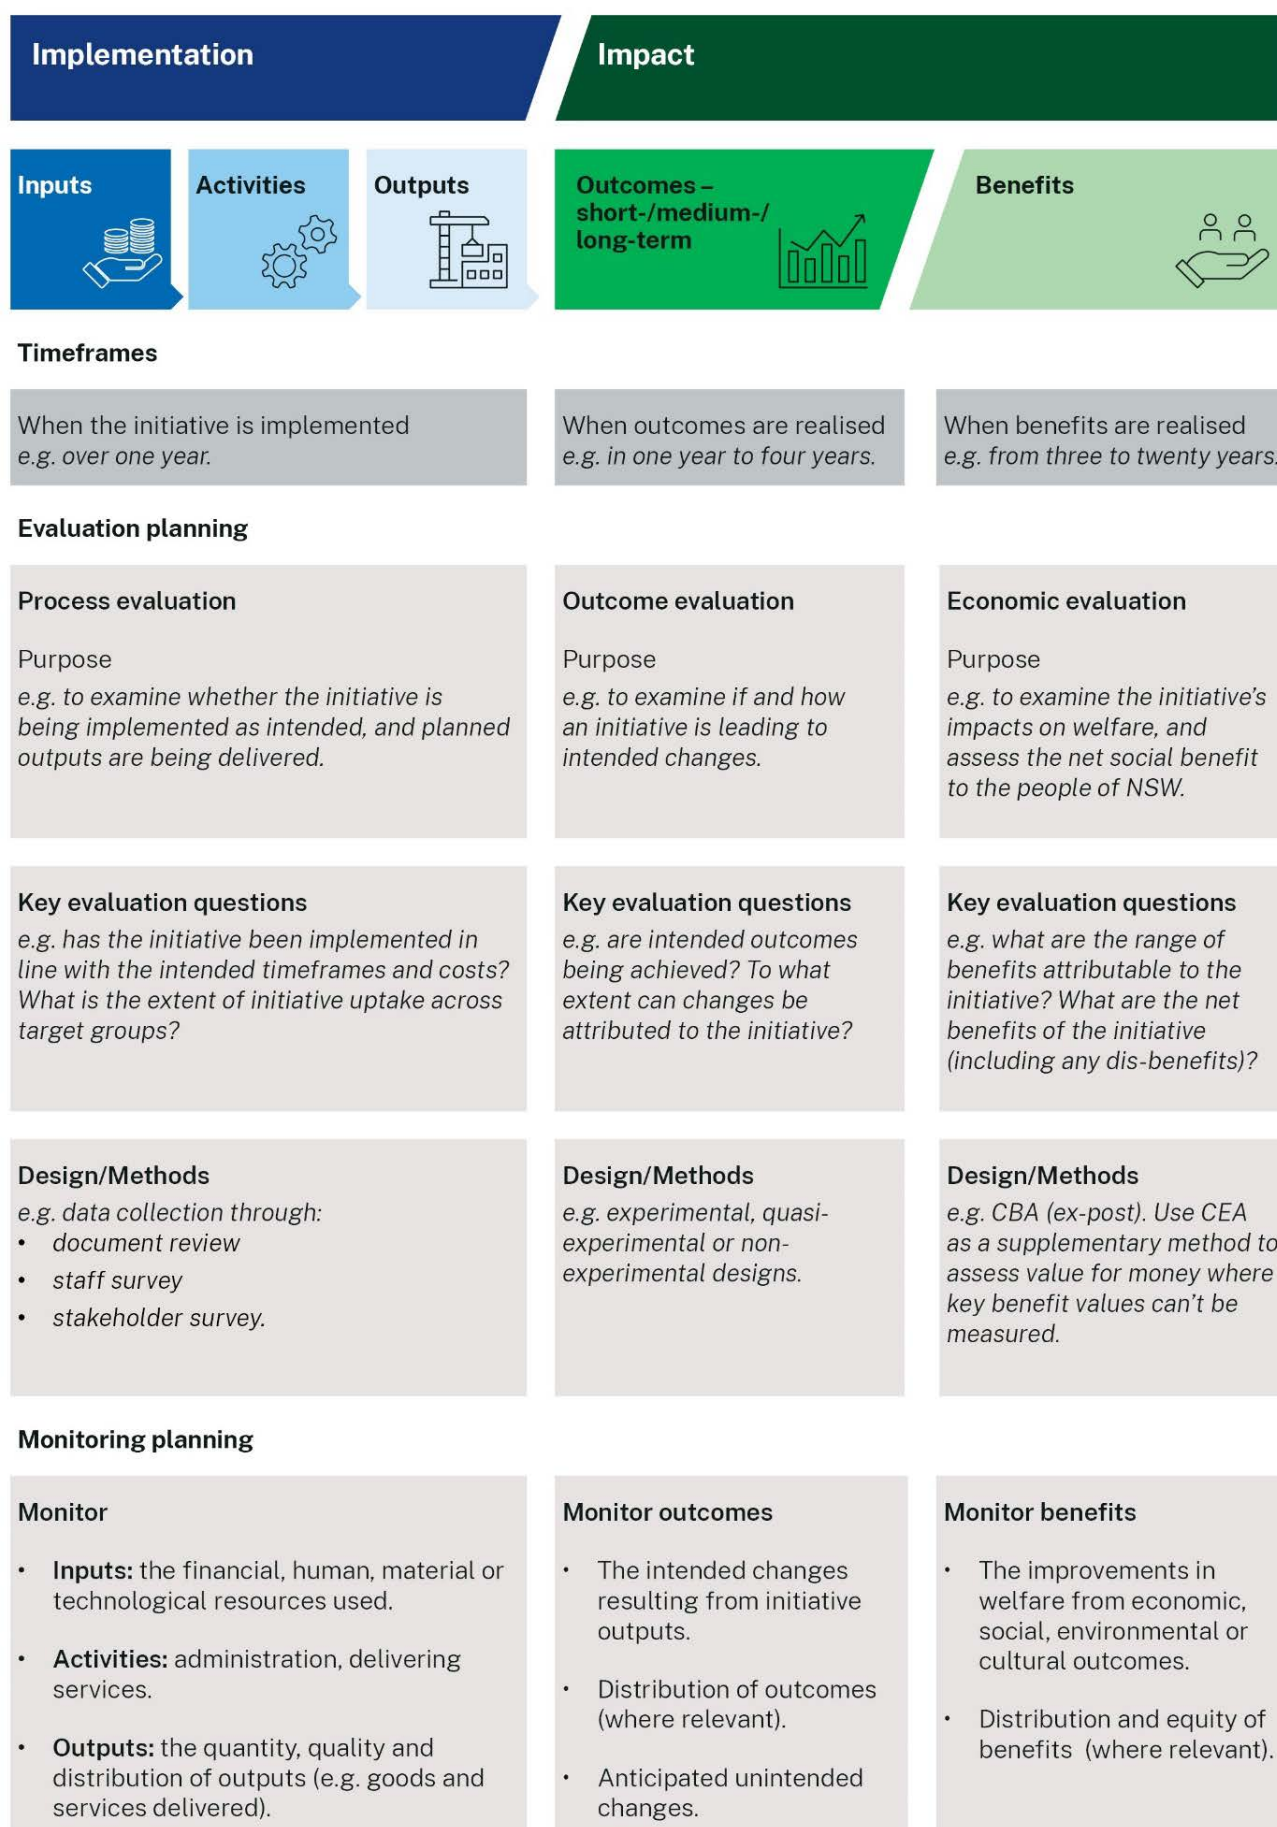 Implementation
Impact
Inputs
Activities
Outputs
Outcomes –
short-/medium-/
long-term
Benefits
Timeframes
When the initiative is implemented
e.g. over one year.
When outcomes are realised
e.g. in one year to four years.
When benefits are realised
e.g. from three to twenty years.
Evaluation planning
Process evaluation
Purpose
e.g. to examine whether the initiative is
being implemented as intended, and planned
outputs are being delivered.
Outcome evaluation
Purpose
e.g. to examine if and how
an initiative is leading to
intended changes.
Economic evaluation
Purpose
e.g. to examine the initiative’s
impacts on welfare, and
assess the net social benefit
to the people of NSW.
Key evaluation questions
e.g. has the initiative been implemented in
line with the intended timeframes and costs?
What is the extent of initiative uptake across
target groups?
Key evaluation questions
e.g. are intended outcomes
being achieved? To what
extent can changes be
attributed to the initiative?
Key evaluation questions
e.g. what are the range of
benefits attributable to the
initiative? What are the net
benefits of the initiative
(including any dis-benefits)?
Design/Methods
e.g. data collection through:
• document review
• staff survey
• stakeholder survey.
Design/Methods
e.g. experimental, quasi-
experimental or non-
experimental designs.
Design/Methods
e.g. CBA (ex-post). Use CEA
as a supplementary method to
assess value for money where
key benefit values can’t be
measured.
Monitoring planning
Monitor
• Inputs: the financial, human, material or
technological resources used.
• Activities: administration, delivering
services.
• Outputs: the quantity, quality and
distribution of outputs (e.g. goods and
services delivered).
Monitor outcomes
• The intended changes
resulting from initiative
outputs.
• Distribution of outcomes
(where relevant).
• Anticipated unintended
changes.
Monitor benefits
• The improvements in
welfare from economic,
social, environmental or
cultural outcomes.
• Distribution and equity of
benefits (where relevant).